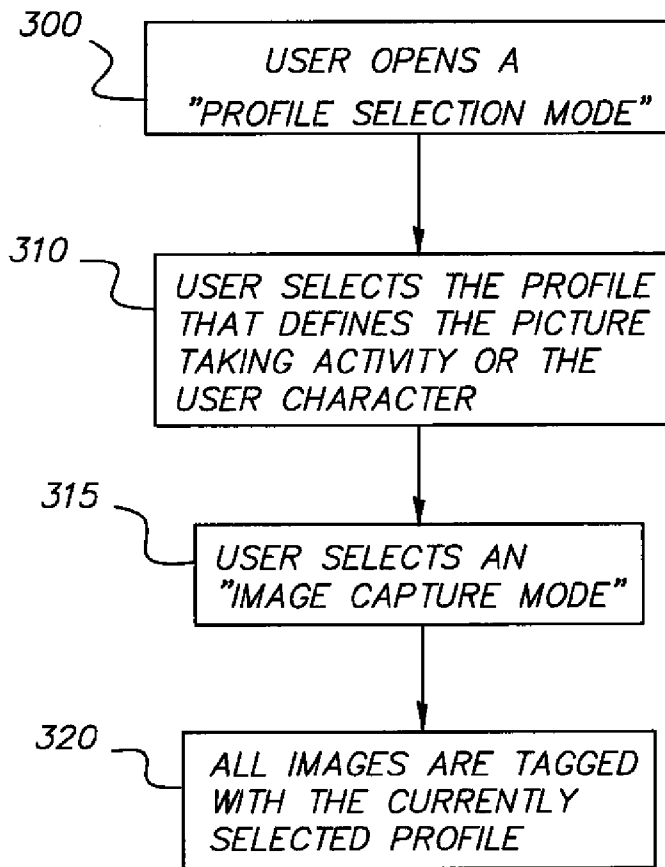 300
USER OPENS A
"PROFILE SELECTION MODE"
310
USER SELECTS THE PROFILE
THAT DEFINES THE PICTURE
TAKING ACTIVITY OR THE
USER CHARACTER
315
USER SELECTS AN
"IMAGE CAPTURE MODE"
320
ALL IMAGES ARE TAGGED
WITH THE CURRENTLY
SELECTED PROFILE